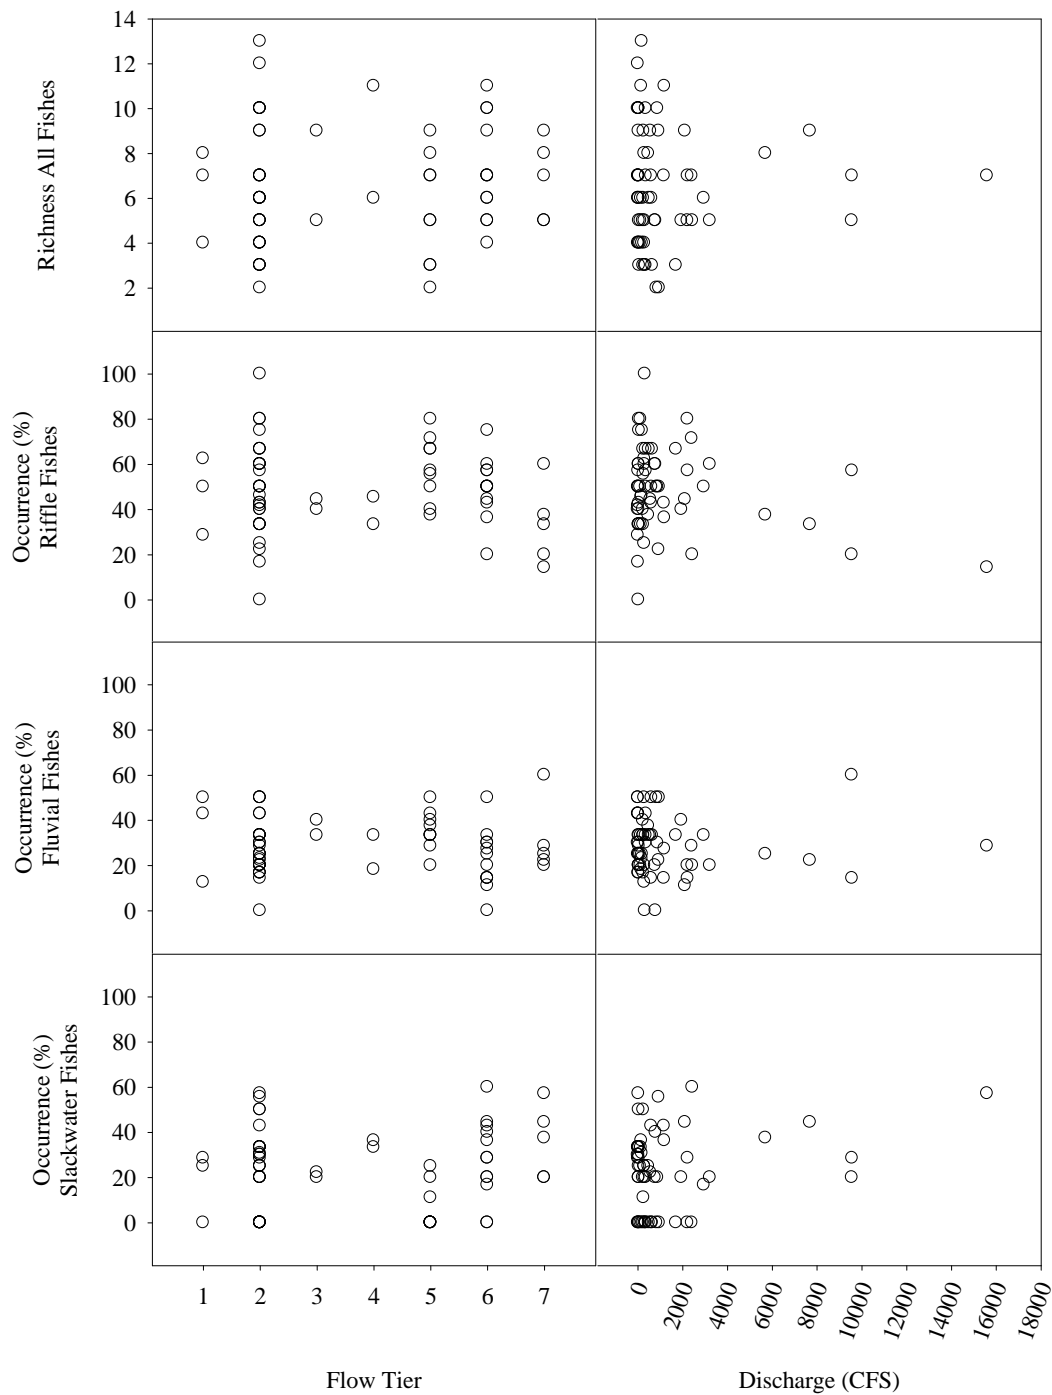 14
12
10
8
6
4
2
Richness All Fishes
100
80
60
40
20
0
Occurrence (%)
Riffle Fishes
100
80
60
40
20
0
Occurrence (%)
Fluvial Fishes
100
80
60
40
20
0
Occurrence (%)
Slackwater Fishes
1 2 3 4 5 6 7
0 2000 4000 6000 8000 10000 12000 14000 16000 18000
Flow Tier
Discharge (CFS)